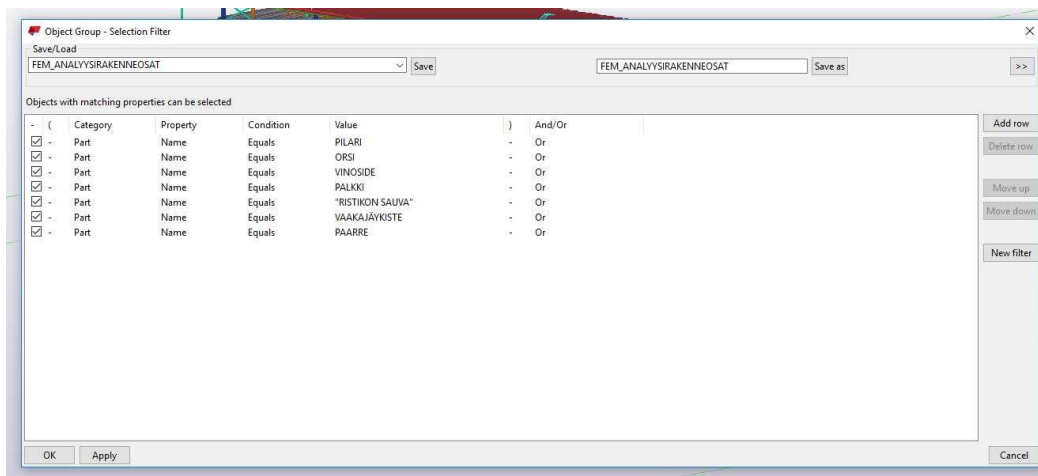 Object Group - Selection Filter
Save/Load
FEM_ANALYYSIRAKENNEOSAT Save FEM_ANALYYSIRAKENNEOSAT Save as >>
Objects with matching properties can be selected
- ( Category Property Condition Value ) And/Or
- Part Name Equals PILARI - Or
- Part Name Equals ORSI - Or
- Part Name Equals VINOSIDE - Or
- Part Name Equals PALKKI - Or
- Part Name Equals "RISTIKON SAUVA" - Or
- Part Name Equals VAAKAJÄYKISTE - Or
- Part Name Equals PAARRE - Or
Add row
Delete row
Move up
Move down
New filter
OK Apply Cancel